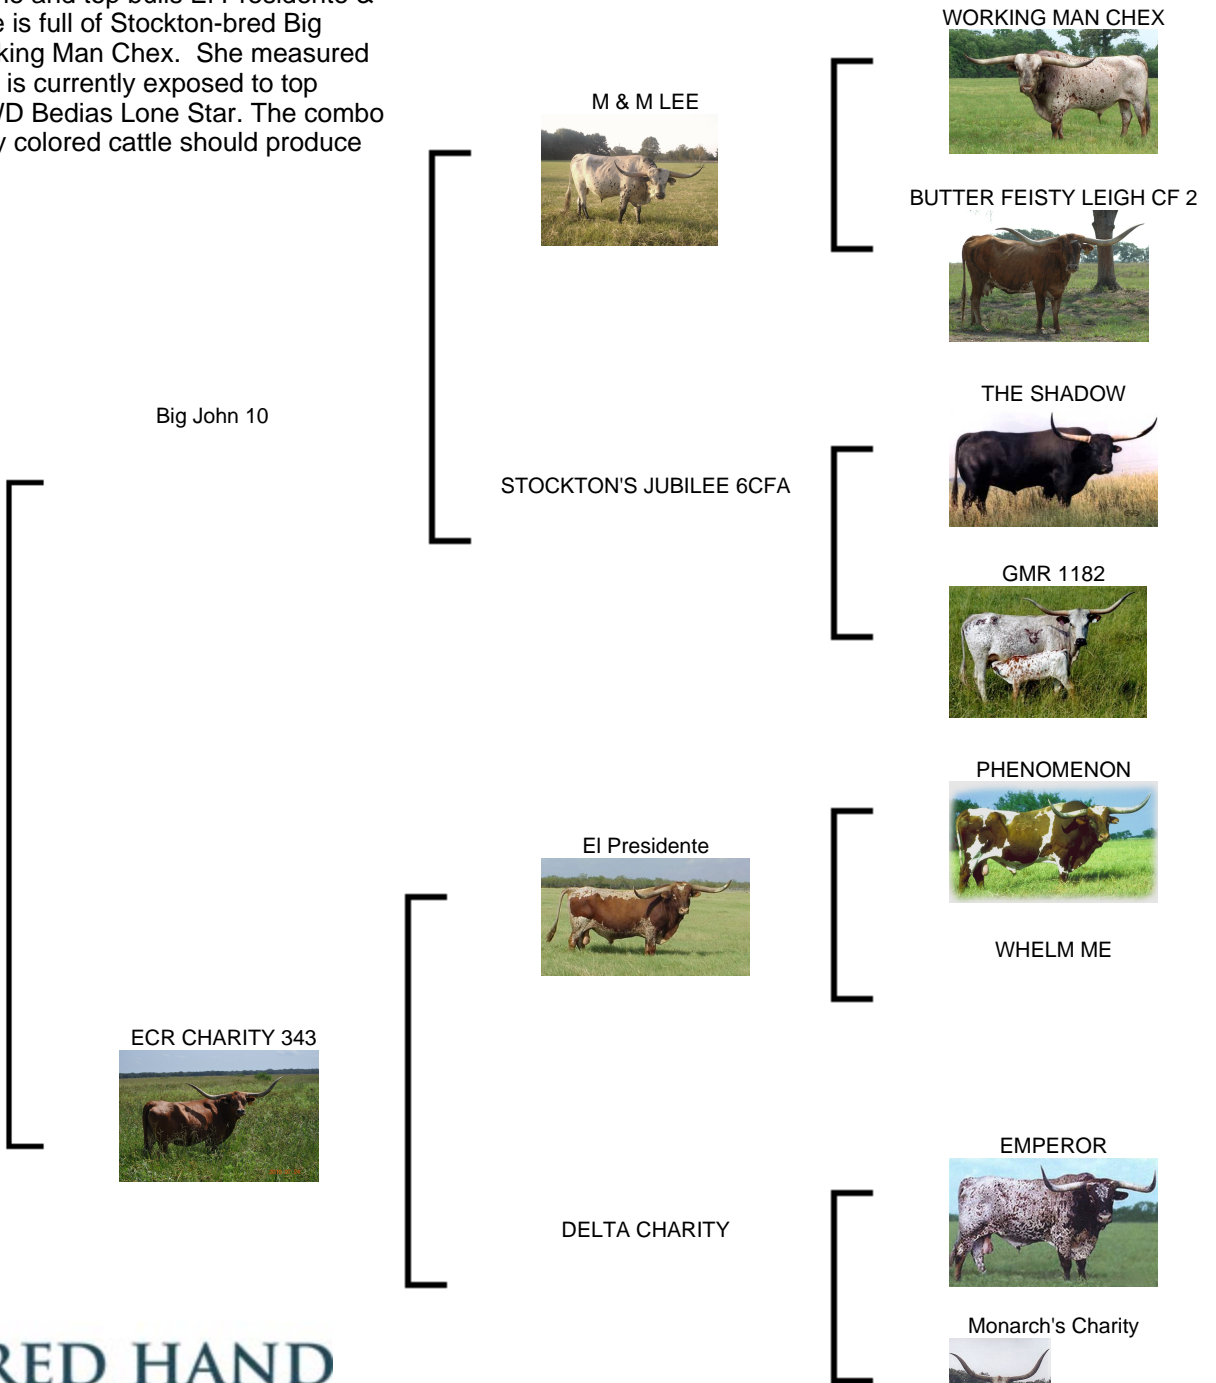 is full of Stockton-bred Big
Man Chex. She measured
is currently exposed to top
Bedias Lone Star. The combo
colored cattle should produce
WORKING MAN CHEX
M & M LEE
BUTTER FEISTY LEIGH CF 2
THE SHADOW
Big John 10
STOCKTON'S JUBILEE 6CFA
GMR 1182
PHENOMENON
El Presidente
WHELM ME
ECR CHARITY 343
EMPEROR
DELTA CHARITY
Monarch's Charity
RED HAND